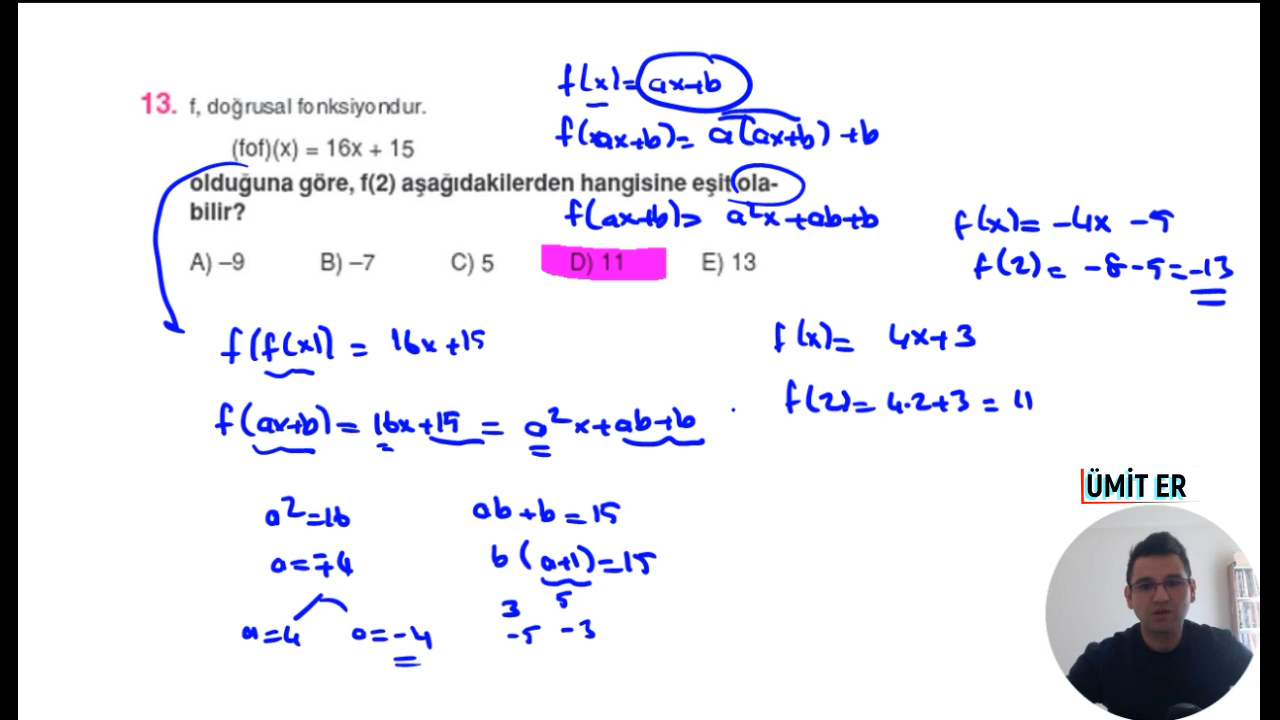 13. f, doğrusal fonksiyondur.
(fof)(x) = 16x + 15
olduğuna göre, f(2) aşağıdakilerden hangisine eşit ola-
bilir?
A) –9 B) –7 C) 5 D) 11 E) 13
f(x)= ax+b
f(ax+b)= a(ax+b)+b
f(ax+b)= a²x+ab+b
f(x)= -4x -5
f(2)= -8-5=-13
f(f(x)) = 16x+15
f(ax+b)= 16x+15 = a²x+ab+b
f(x)= 4x+3
f(2)= 4.2+3 = 11
a²=16
a=∓4
a=4 a=-4
ab+b=15
b(a+1)=15
3 5
-5 -3
ÜMİT ER